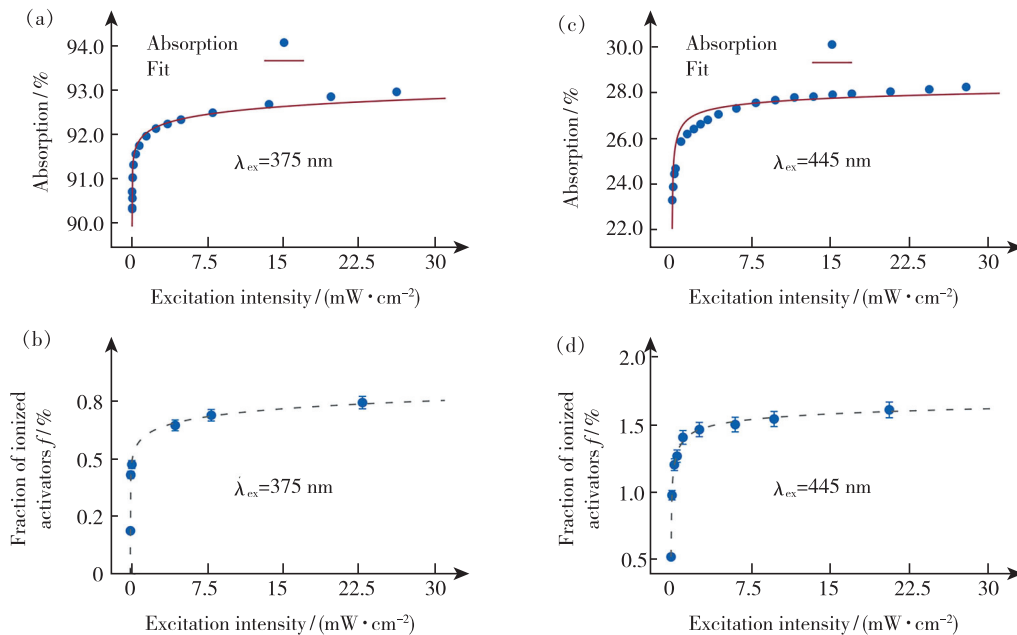 (a)
94.0
93.0
92.0
91.0
90.0
Absorption/%
Absorption
Fit
λex=375 nm
0 7.5 15 22.5 30
Excitation intensity/(mW·cm⁻²)
(c)
30.0
28.0
26.0
24.0
22.0
Absorption/%
Absorption
Fit
λex=445 nm
0 7.5 15 22.5 30
Excitation intensity/(mW·cm⁻²)
(b)
0.8
0.5
0.2
0
Fraction of ionized
activators f/%
λex=375 nm
0 7.5 15 22.5 30
Excitation intensity/(mW·cm⁻²)
(d)
2.0
1.5
1.0
0.5
Fraction of ionized
activators f/%
λex=445 nm
0 7.5 15 22.5 30
Excitation intensity/(mW·cm⁻²)